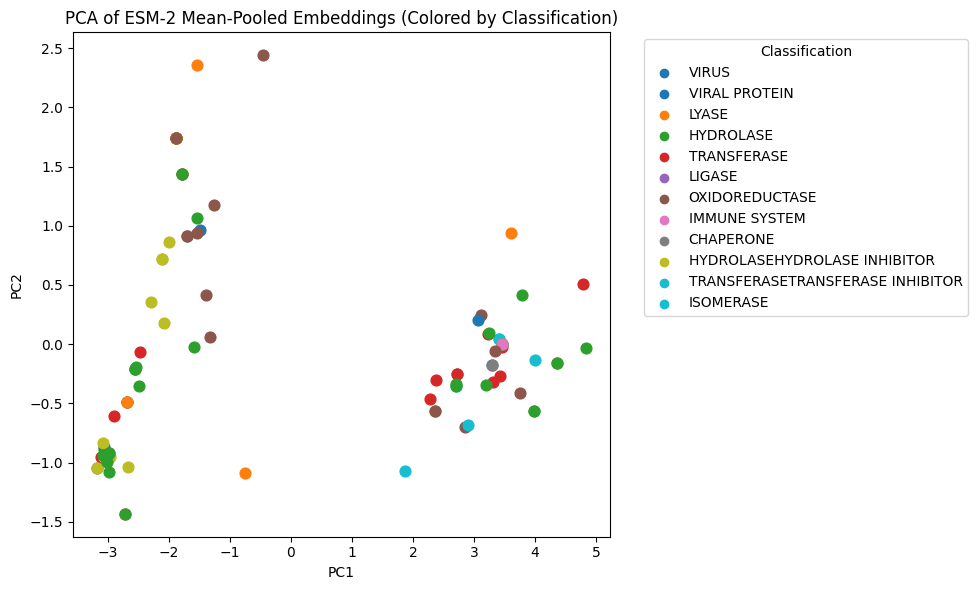 PCA of ESM-2 Mean-Pooled Embeddings (Colored by Classification)
2.5
2.0
1.5
1.0
0.5
0.0
−0.5
−1.0
−1.5
PC2
−3
−2
−1
0
1
2
3
4
5
PC1
Classification
VIRUS
VIRAL PROTEIN
LYASE
HYDROLASE
TRANSFERASE
LIGASE
OXIDOREDUCTASE
IMMUNE SYSTEM
CHAPERONE
HYDROLASEHYDROLASE INHIBITOR
TRANSFERASETRANSFERASE INHIBITOR
ISOMERASE